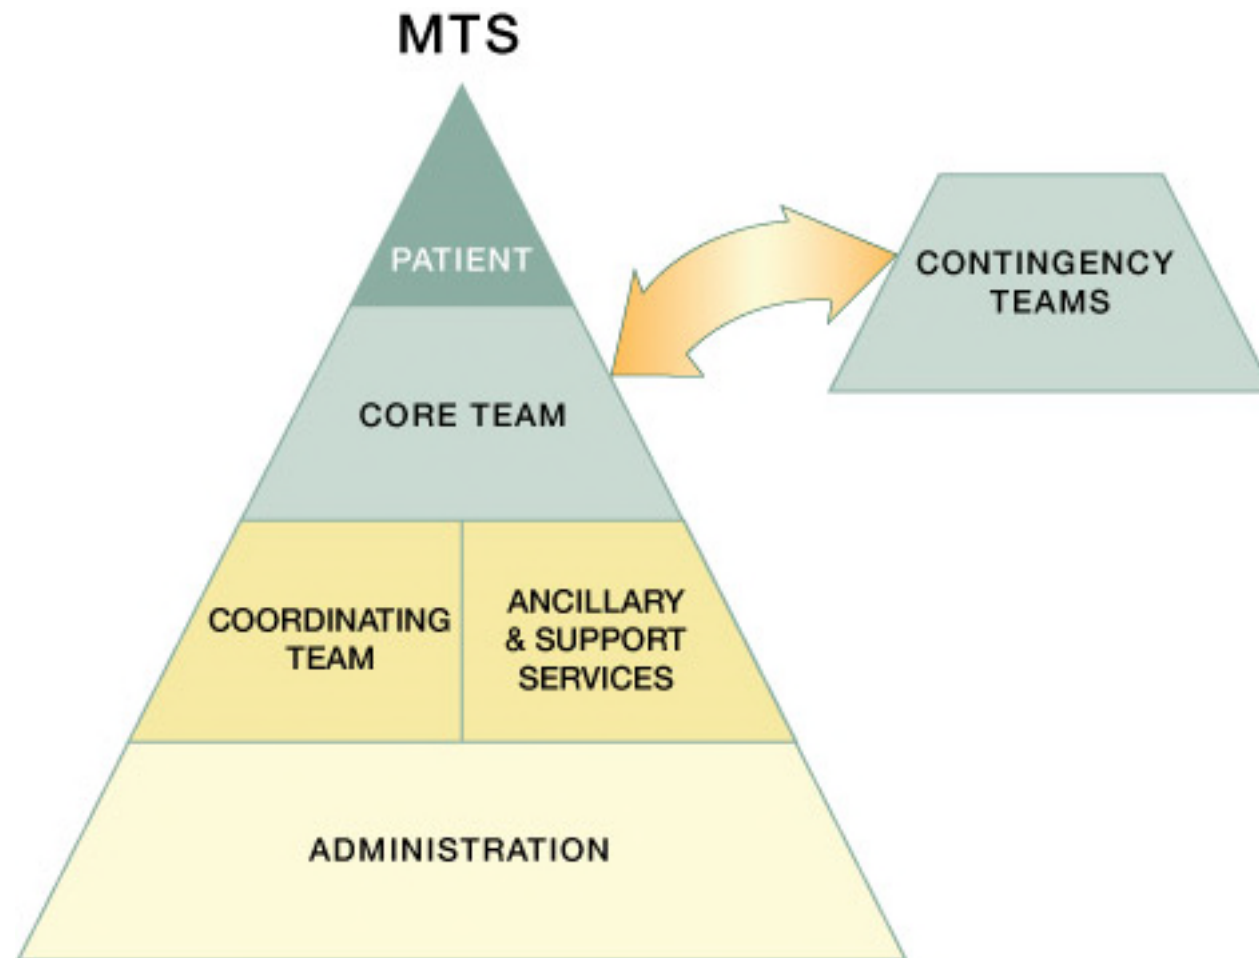 MTS
PATIENT
CONTINGENCY
TEAMS
CORE TEAM
COORDINATING
TEAM
ANCILLARY
& SUPPORT
SERVICES
ADMINISTRATION